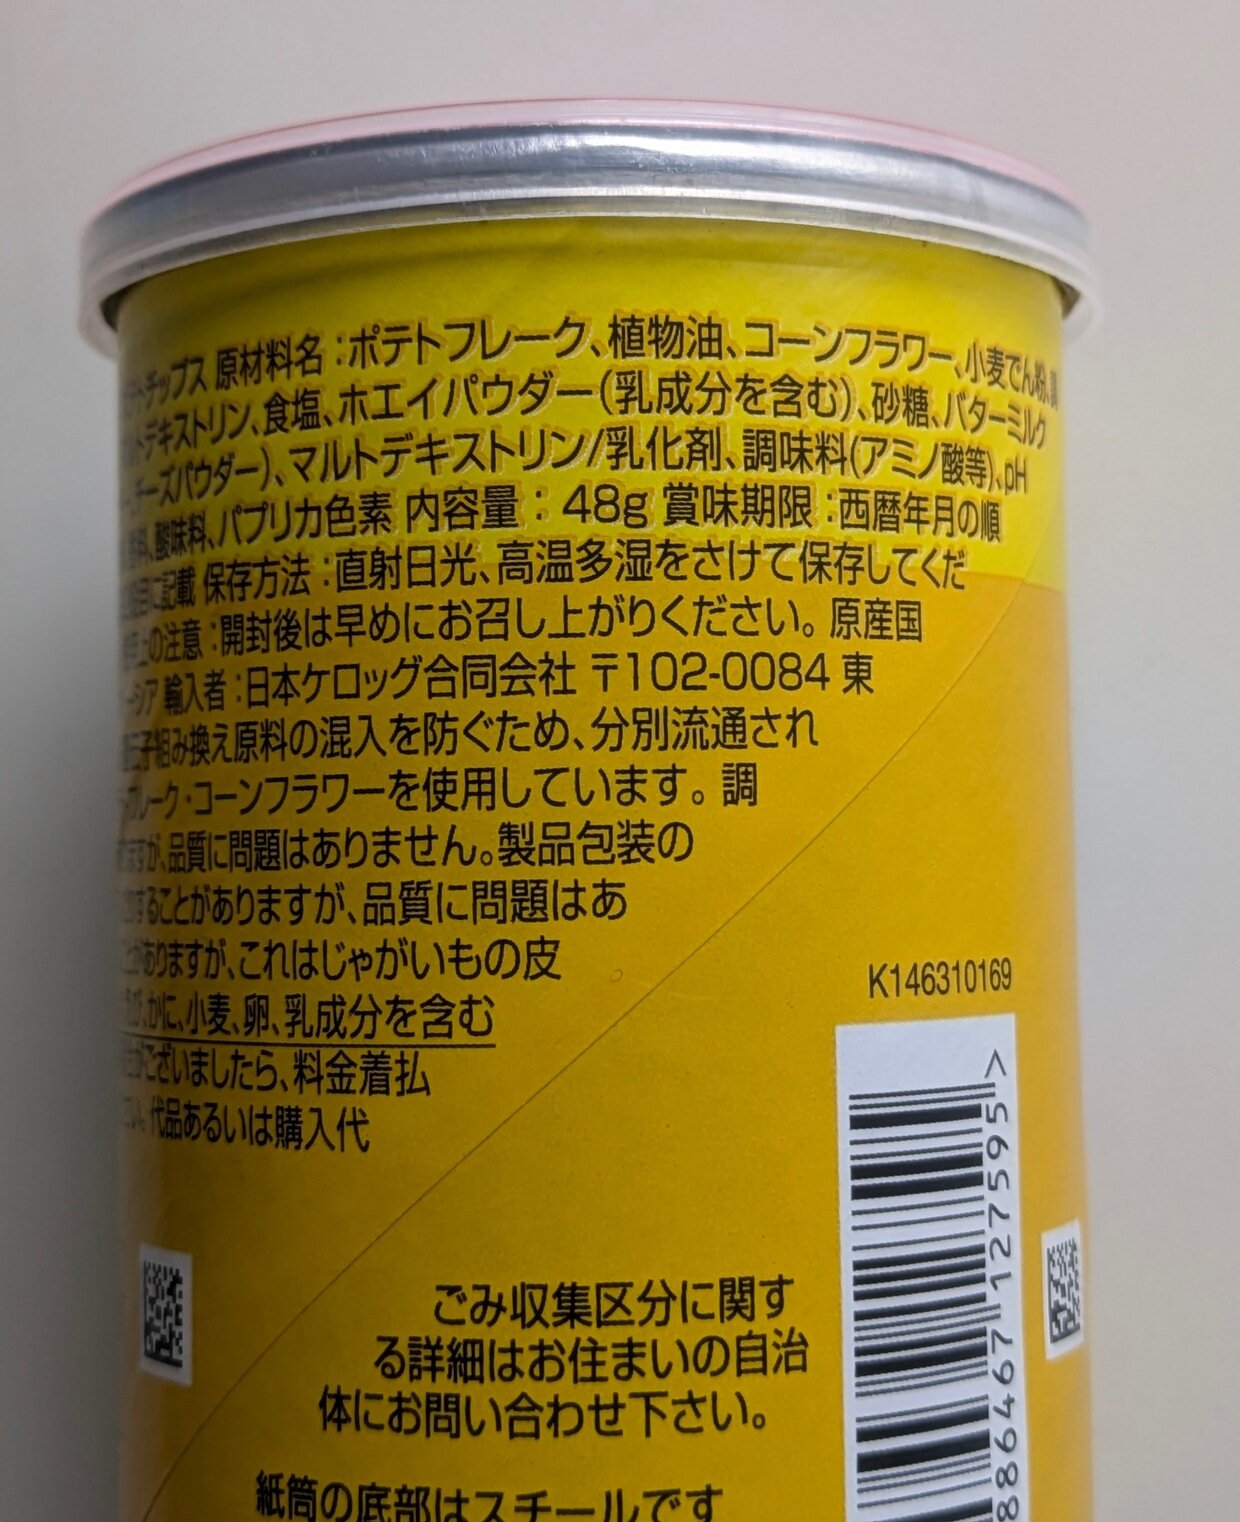 チップス 原材料名：ポテトフレーク、植物油、コーンフラワー、小麦でん粉、調
トデキストリン、食塩、ホエイパウダー(乳成分を含む)、砂糖、バターミルク
チーズパウダー)、マルトデキストリン/乳化剤、調味料(アミノ酸等)、pH
酸味料、パプリカ色素 内容量： 48g 賞味期限：西暦年月の順
に記載 保存方法：直射日光、高温多湿をさけて保存してくだ
上の注意：開封後は早めにお召し上がりください。原産国
シア 輸入者：日本ケロッグ合同会社 〒102-0084 東
子組み換え原料の混入を防ぐため、分別流通され
フレーク・コーンフラワーを使用しています。調
ますが、品質に問題はありません。製品包装の
することがありますが、品質に問題はあ
がありますが、これはじゃがいもの皮
かに、小麦、卵、乳成分を含む
がございましたら、料金着払
代品あるいは購入代
K146310169
886467127595>
ごみ収集区分に関す
る詳細はお住まいの自治
体にお問い合わせ下さい。
紙筒の底部はスチールです